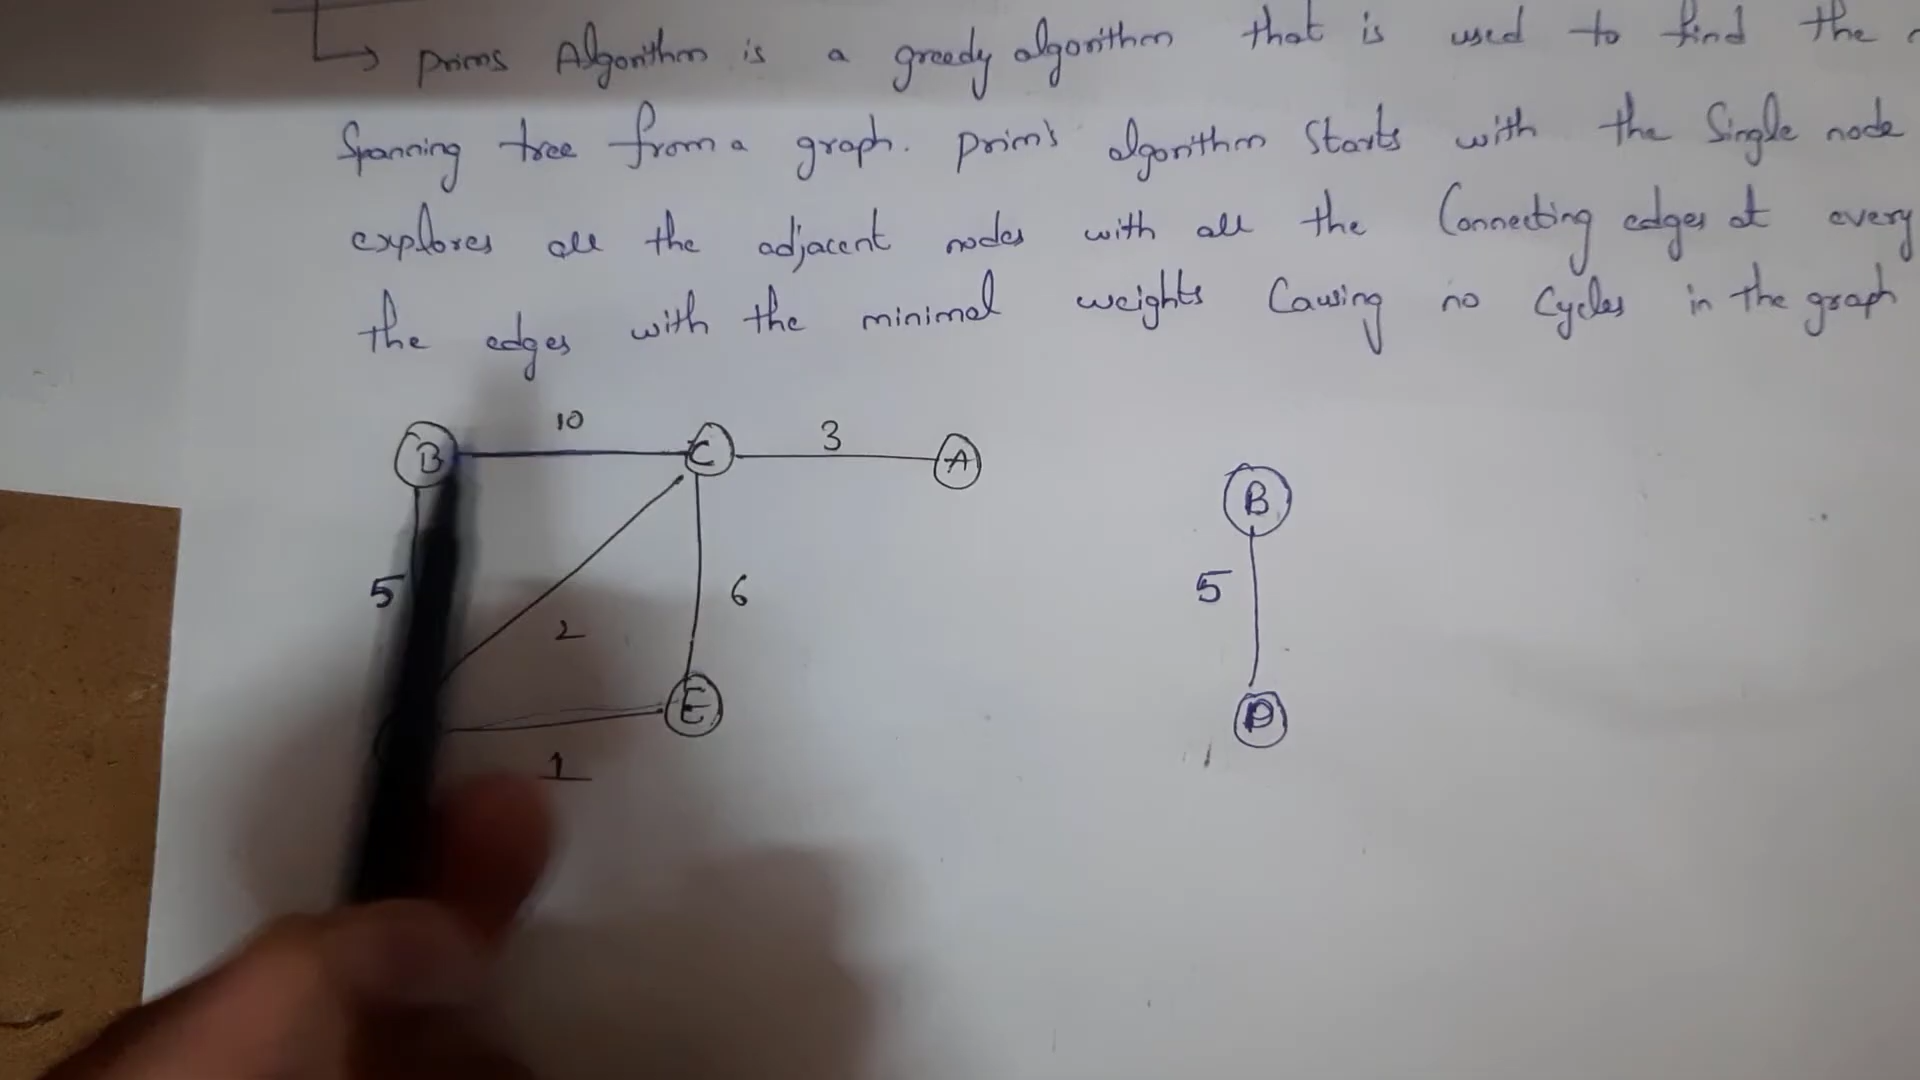 prims Algorithm is a greedy algorithm that is used to find the
Spanning tree from a graph. prim's algorithm starts with the Single node
explores all the adjacent nodes with all the Connecting edges at every
the edges with the minimal weights Causing no Cycles in the graph
10
3
B
C
A
B
5
2
6
5
E
D
1